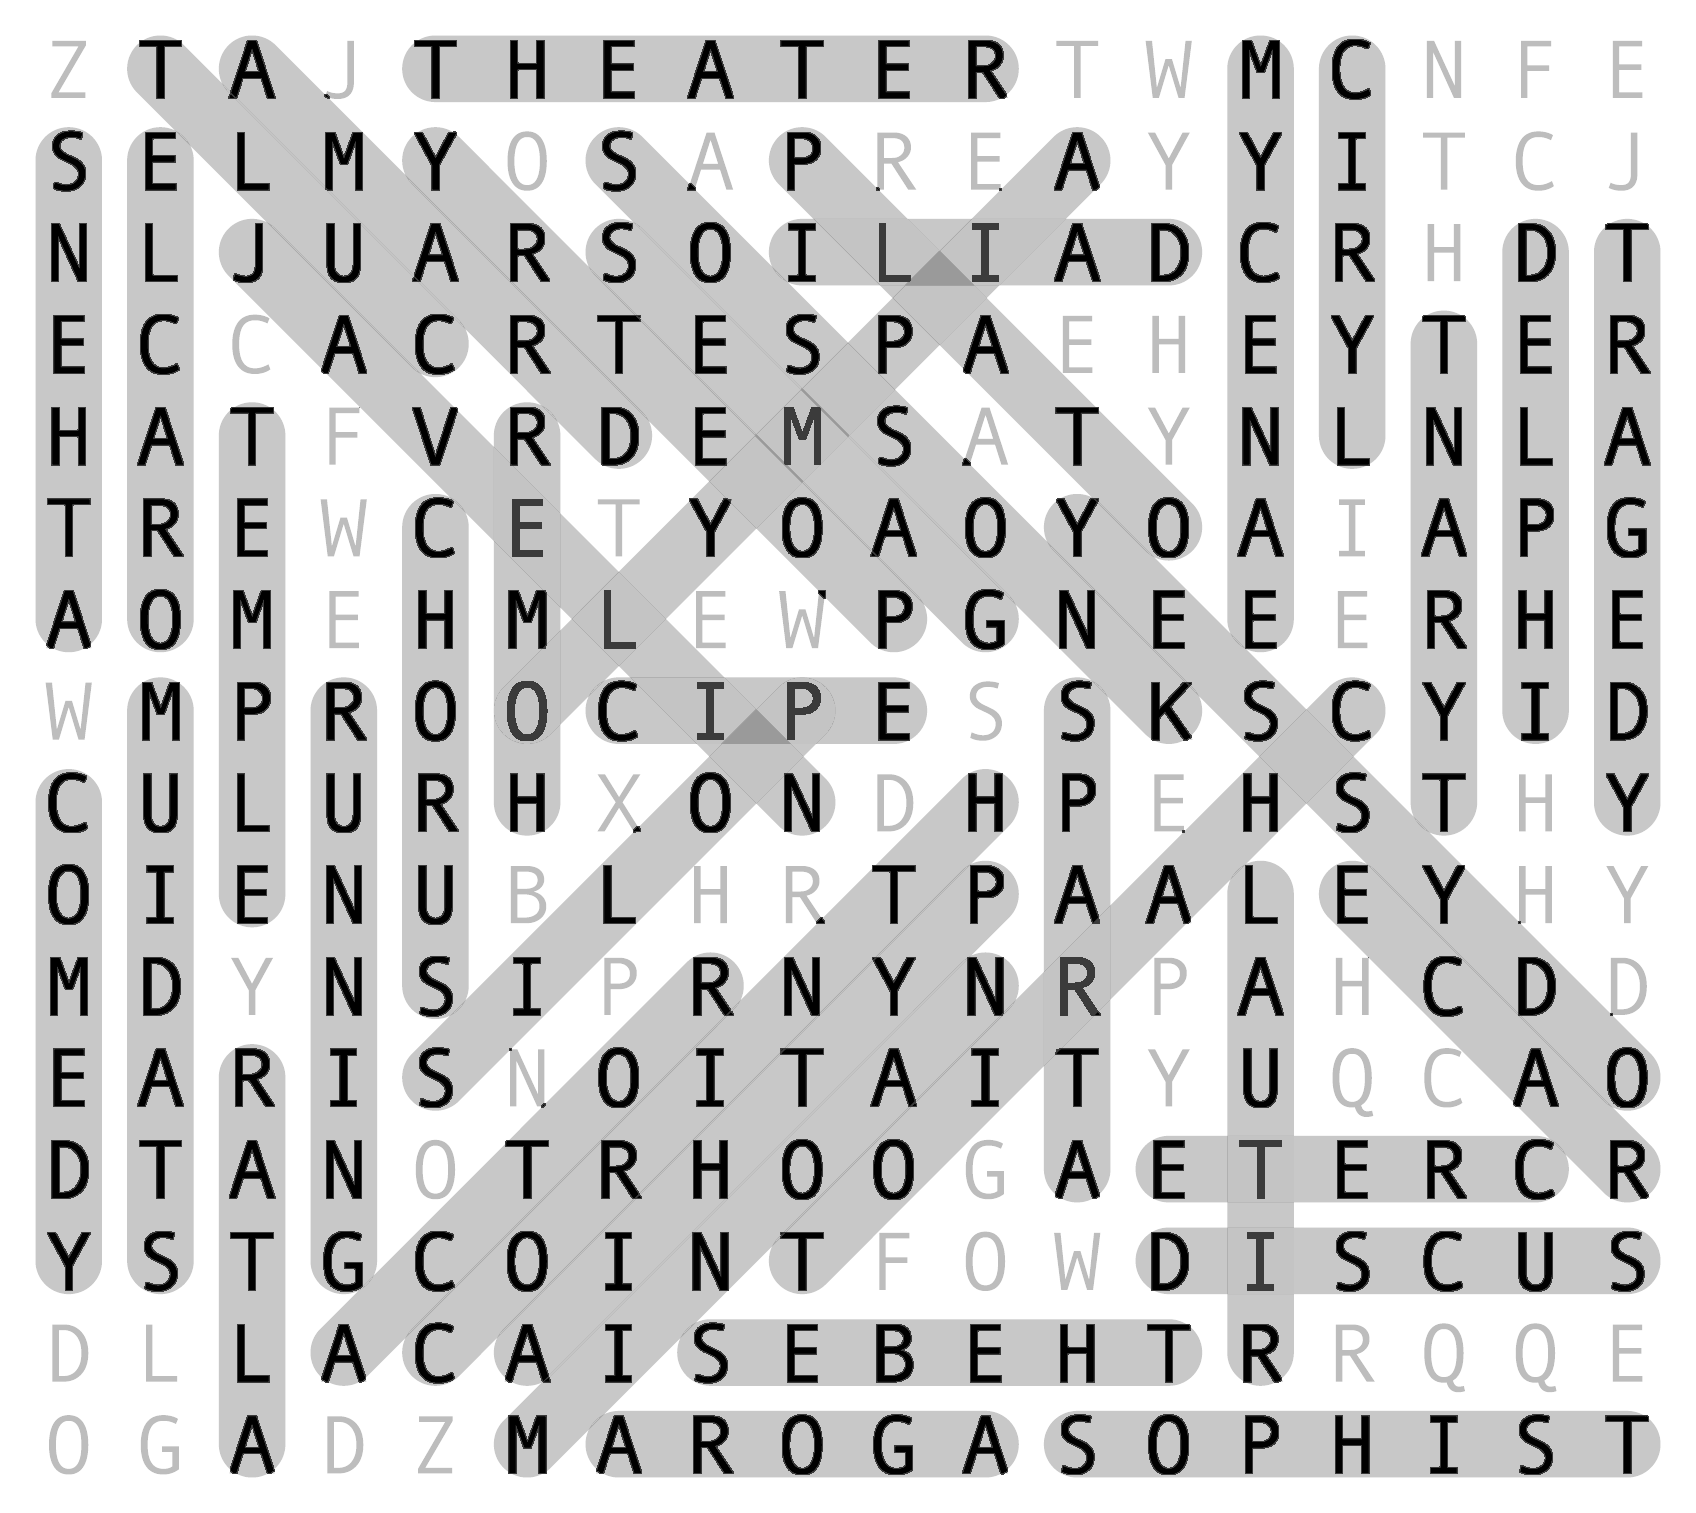 Z T A J T H E A T E R T W M C N F E
S E L M Y O S A P R E A Y Y I T C J
N L J U A R S O I L I A D C R H D T
E C C A C R T E S P A E H E Y T E R
H A T F V R D E M S A T Y N L N L A
T R E W C E T Y O A O Y O A I A P G
A O M E H M L E W P G N E E E R H E
W M P R O O C I P E S S K S C Y I D
C U L U R H X O N D H P E H S T H Y
O I E N U B L H R T P A A L E Y H Y
M D Y N S I P R N Y N R P A H C D D
E A R I S N O I T A I T Y U Q C A O
D T A N O T R H O O G A E T E R C R
Y S T G C O I N T F O W D I S C U S
D L L A C A I S E B E H T R R Q Q E
O G A D Z M A R O G A S O P H I S T